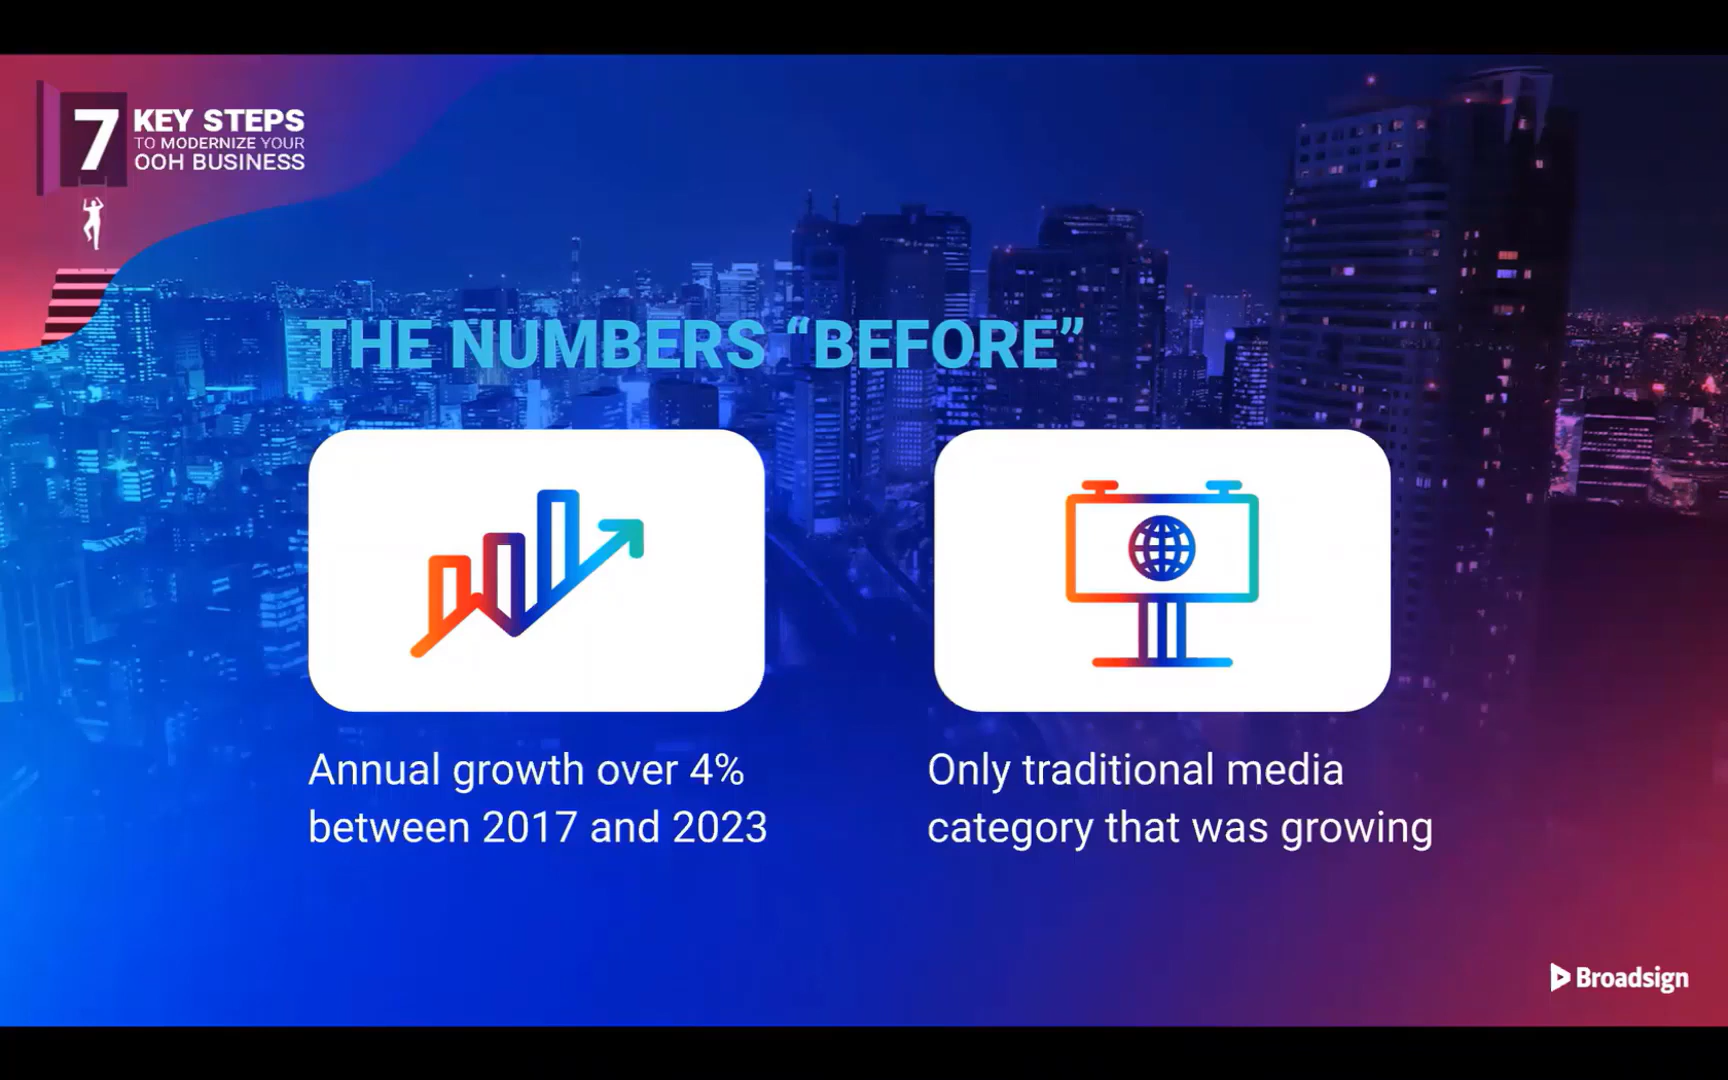 7
KEY STEPS
TO MODERNIZE YOUR
OOH BUSINESS
THE NUMBERS “BEFORE”
Annual growth over 4%
between 2017 and 2023
Only traditional media
category that was growing
Broadsign